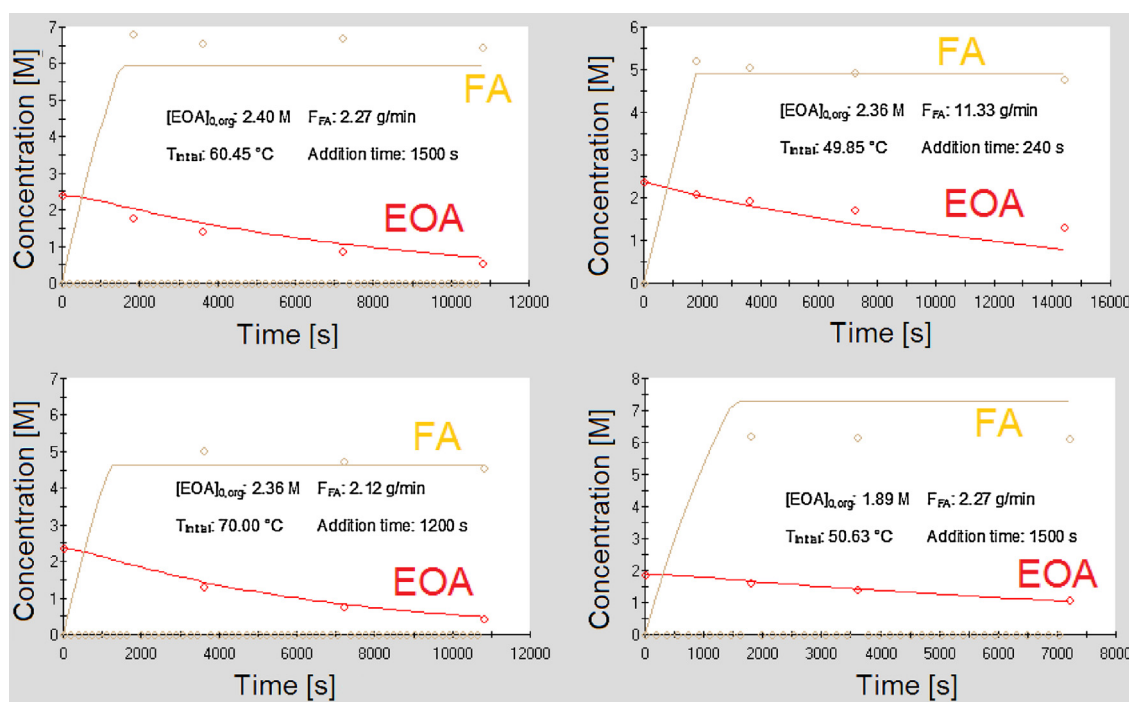 Concentration [M]
7
6
5
4
3
2
1
0
FA
[EOA]0,org: 2.40 M FFA: 2.27 g/min
TInitial: 60.45 °C Addition time: 1500 s
EOA
0 2000 4000 6000 8000 10000 12000
Time [s]
Concentration [M]
6
5
4
3
2
1
0
FA
[EOA]0,org: 2.36 M FFA: 11.33 g/min
TInitial: 49.85 °C Addition time: 240 s
EOA
0 2000 4000 6000 8000 10000 12000 14000 16000
Time [s]
Concentration [M]
7
6
5
4
3
2
1
0
FA
[EOA]0,org: 2.36 M FFA: 2.12 g/min
TInitial: 70.00 °C Addition time: 1200 s
EOA
0 2000 4000 6000 8000 10000 12000
Time [s]
Concentration [M]
8
7
6
5
4
3
2
1
0
FA
[EOA]0,org: 1.89 M FFA: 2.27 g/min
TInitial: 50.63 °C Addition time: 1500 s
EOA
0 1000 2000 3000 4000 5000 6000 7000 8000
Time [s]